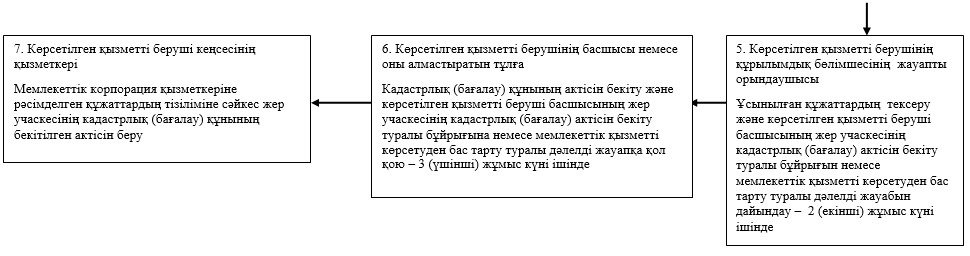 7. Көрсетілген қызметті беруші кеңсесінің
қызметкері
Мемлекеттік корпорация қызметкеріне
рәсімделген құжаттардың тізіліміне сәйкес жер
учаскесінің кадастрлық (бағалау) құнының
бекітілген актісін беру
6. Көрсетілген қызметті берушінің басшысы немесе
оны алмастыратын тұлға
Кадастрлық (бағалау) құнының актісін бекіту және
көрсетілген қызметті беруші басшысының жер
учаскесінің кадастрлық (бағалау) актісін бекіту
туралы бұйрығына немесе мемлекеттік қызметті
көрсетуден бас тарту туралы дәлелді жауапқа қол
қою – 3 (үшінші) жұмыс күні ішінде
5. Көрсетілген қызметті берушінің
құрылымдық бөлімшесінің жауапты
орындаушысы
Ұсынылған құжаттардың тексеру
және көрсетілген қызметті беруші
басшысының жер учаскесінің
кадастрлық (бағалау) актісін бекіту
туралы бұйрығын немесе
мемлекеттік қызметті көрсетуден бас
тарту туралы дәлелді жауабын
дайындау – 2 (екінші) жұмыс күні
ішінде